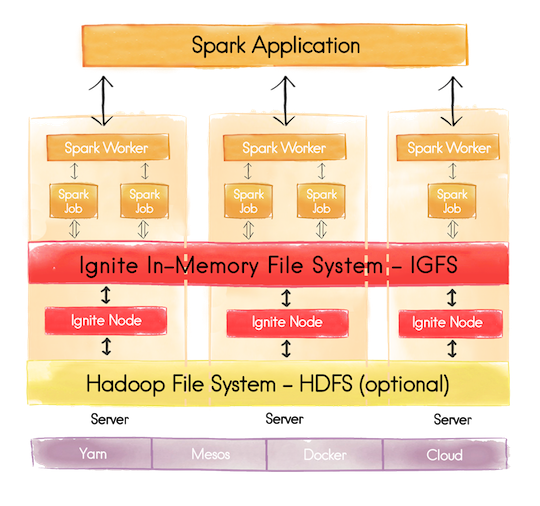 Spark Application
Spark Worker
Spark Worker
Spark Worker
Spark
Job
Spark
Job
Spark
Job
Spark
Job
Spark
Job
Ignite In-Memory File System - IGFS
Ignite Node
Ignite Node
Ignite Node
Hadoop File System - HDFS (optional)
Server
Server
Server
Yarn
Mesos
Docker
Cloud